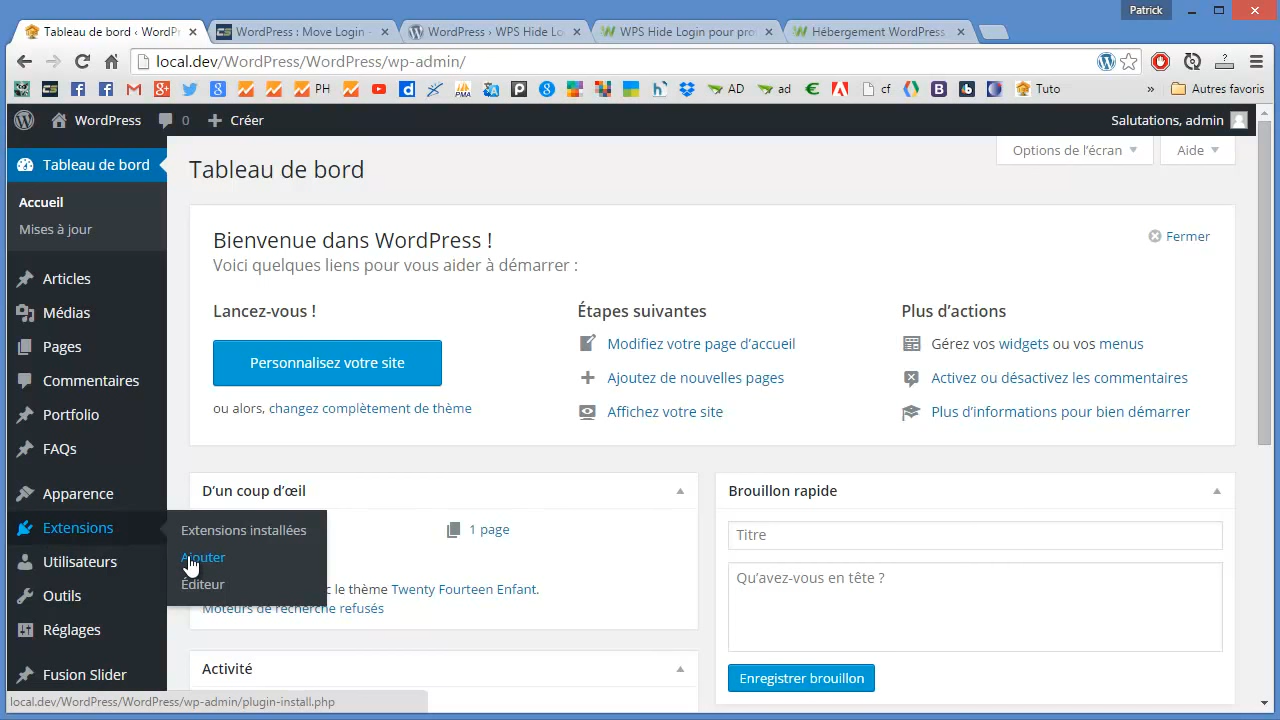 Patrick
Tableau de bord ‹ WordPr
WordPress : Move Login -
WordPress › WPS Hide Lo
WPS Hide Login pour pro
Hébergement WordPress
local.dev/WordPress/WordPress/wp-admin/
PH
PMA
AD
ad
cf
Tuto
»
Autres favoris
WordPress
0
Créer
Salutations, admin
Tableau de bord
Accueil
Mises à jour
Articles
Médias
Pages
Commentaires
Portfolio
FAQs
Apparence
Extensions
Utilisateurs
Outils
Réglages
Fusion Slider
Extensions installées
Ajouter
Éditeur
Options de l'écran
Aide
Tableau de bord
Bienvenue dans WordPress !
Fermer
Voici quelques liens pour vous aider à démarrer :
Lancez-vous !
Personnalisez votre site
ou alors, changez complètement de thème
Étapes suivantes
Modifiez votre page d'accueil
Ajoutez de nouvelles pages
Affichez votre site
Plus d'actions
Gérez vos widgets ou vos menus
Activez ou désactivez les commentaires
Plus d'informations pour bien démarrer
D'un coup d'œil
1 page
le thème Twenty Fourteen Enfant.
Moteurs de recherche refusés
Activité
Brouillon rapide
Titre
Qu'avez-vous en tête ?
Enregistrer brouillon
local.dev/WordPress/WordPress/wp-admin/plugin-install.php